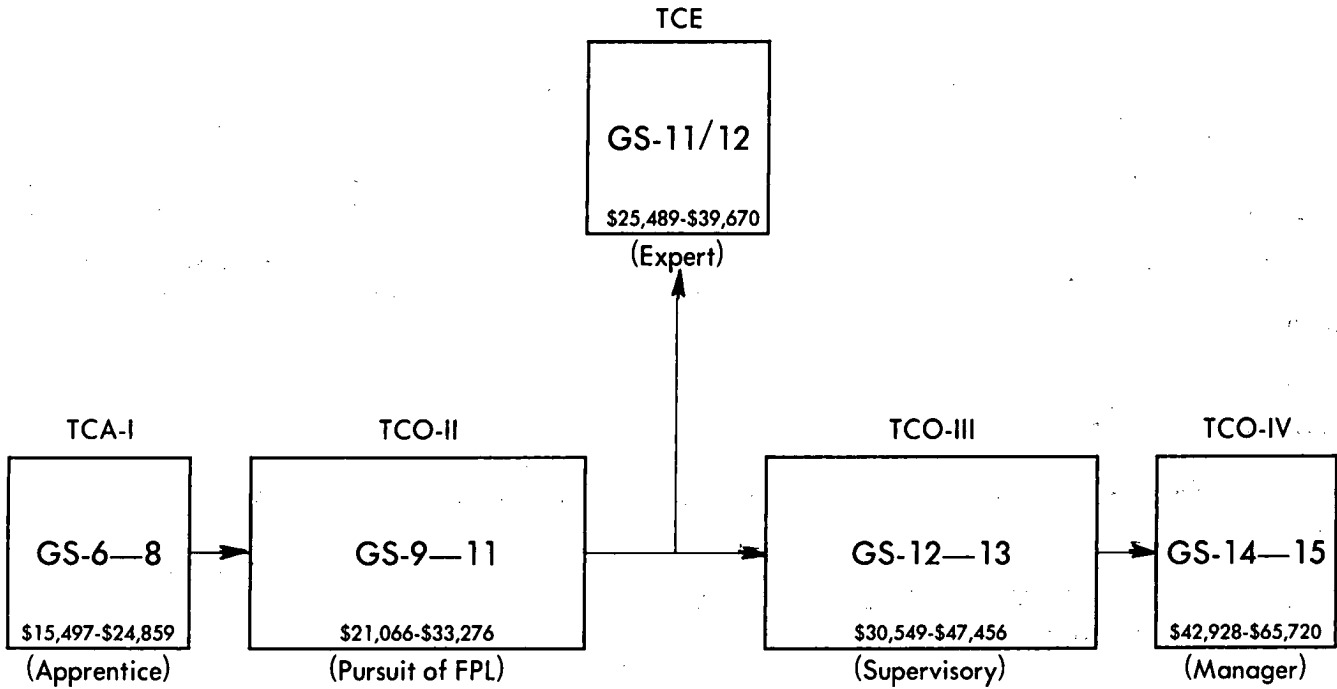 TCE
GS-11/12
$25,489-$39,670
(Expert)
TCA-I
GS-6—8
$15,497-$24,859
(Apprentice)
TCO-II
GS-9—11
$21,066-$33,276
(Pursuit of FPL)
TCO-III
GS-12—13
$30,549-$47,456
(Supervisory)
TCO-IV
GS-14—15
$42,928-$65,720
(Manager)